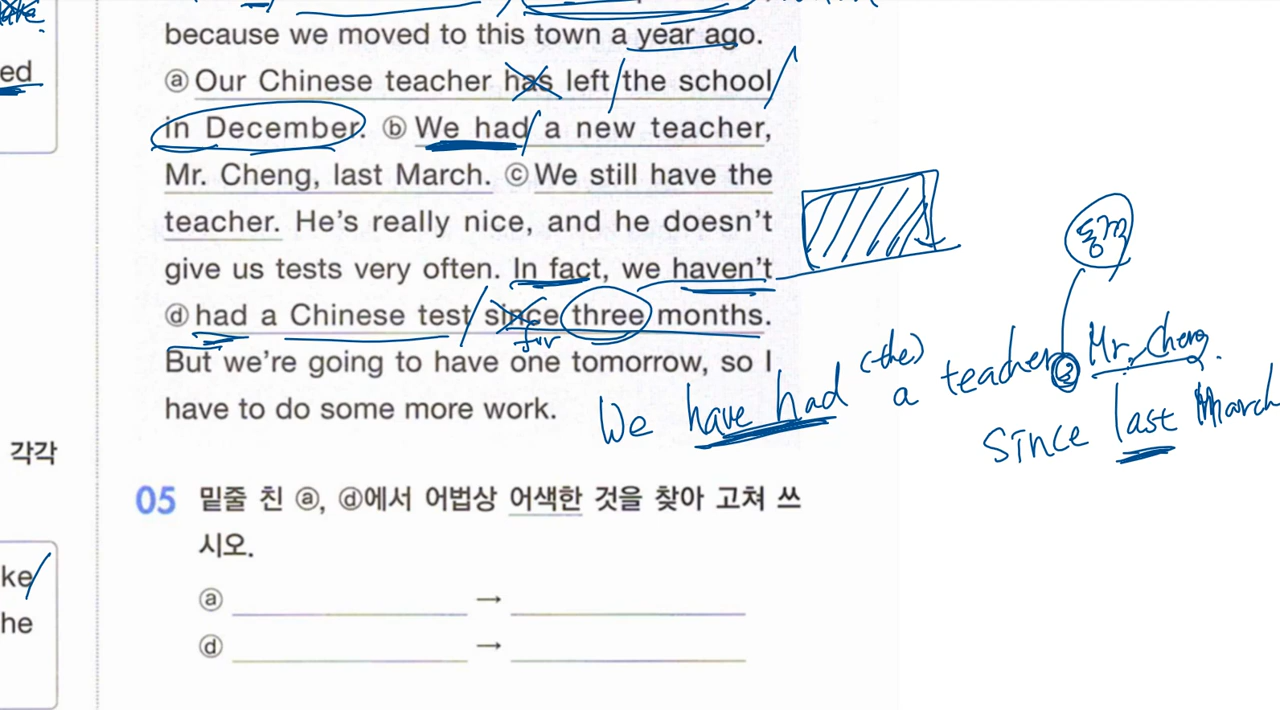 because we moved to this town a year ago.
ed
ⓐ Our Chinese teacher has left the school
in December. ⓑ We had a new teacher,
Mr. Cheng, last March. ⓒ We still have the
teacher. He's really nice, and he doesn't
동격
give us tests very often. In fact, we haven't
ⓓ had a Chinese test since three months.
for
But we're going to have one tomorrow, so I
have to do some more work.
We have had a (the) teacher, Mr. Cheng.
since last March
각각
05 밑줄 친 ⓐ, ⓓ에서 어법상 어색한 것을 찾아 고쳐 쓰
시오.
ke
ⓐ →
he
ⓓ →